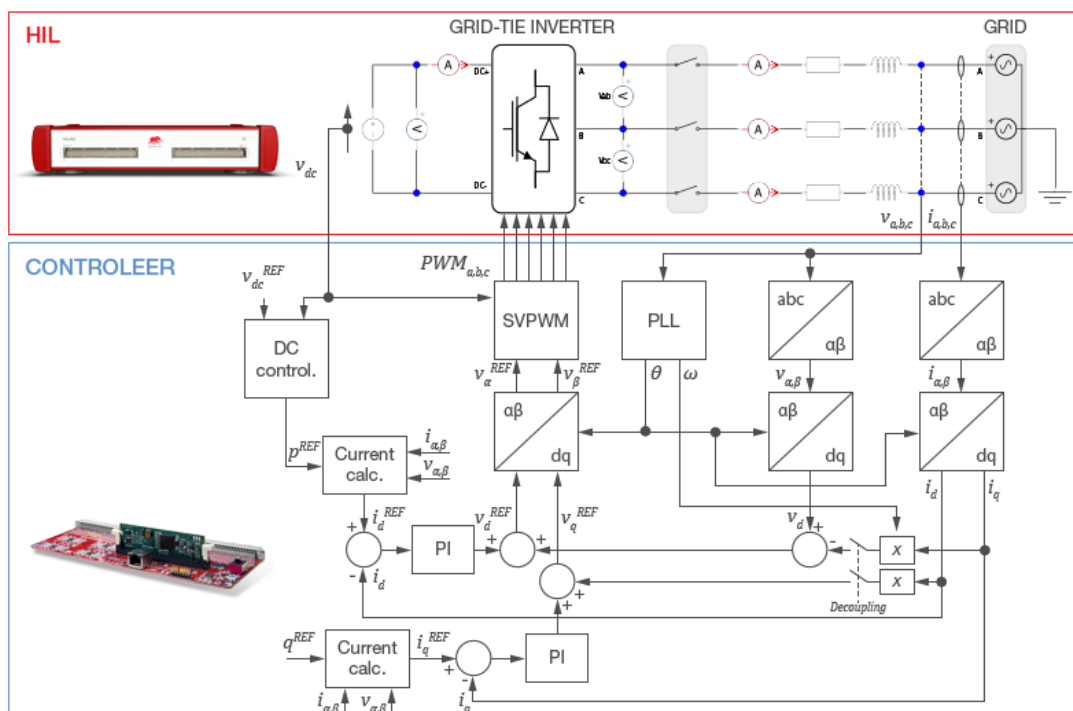 HIL
GRID-TIE INVERTER
GRID
DC+
A
A
A
A
Vab
B
A
B
Vbc
DC-
C
A
C
v_dc
v_a,b,c
i_a,b,c
CONTROLEER
PWM_a,b,c
v_dc^REF
SVPWM
PLL
abc
αβ
abc
αβ
DC
control.
v_α^REF
v_β^REF
θ
ω
v_α,β
i_α,β
αβ
dq
αβ
dq
αβ
dq
p^REF
Current
calc.
i_α,β
v_α,β
i_d
i_q
i_d^REF
v_d^REF
v_q^REF
v_d
+
-
i_d
PI
+
+
+
-
x
x
+
+
Decoupling
q^REF
Current
calc.
i_q^REF
+
-
PI
i_q
i_α,β
v_α,β